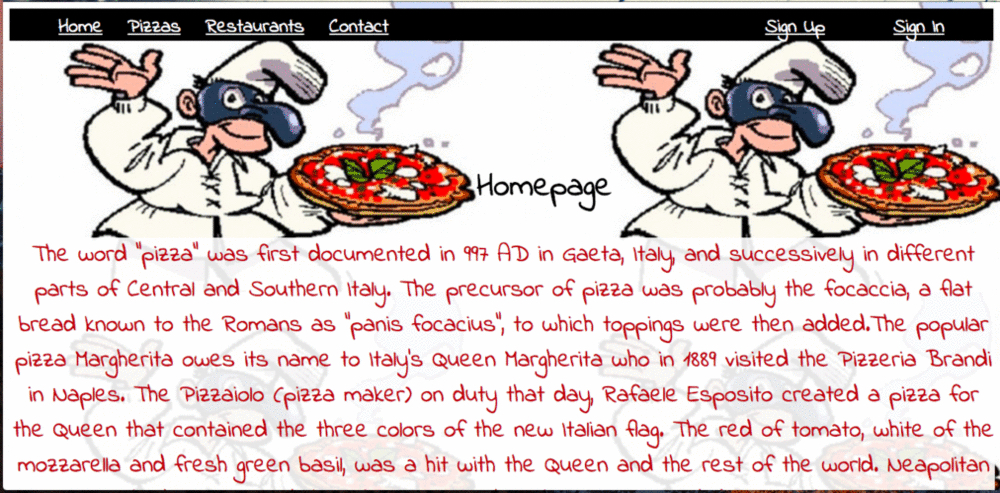 Home Pizzas Restaurants Contact Sign Up Sign In
Homepage
The word "pizza" was first documented in 997 AD in Gaeta, Italy, and successively in different
parts of Central and Southern Italy. The precursor of pizza was probably the focaccia, a flat
bread known to the Romans as "panis focacius", to which toppings were then added.The popular
pizza Margherita owes its name to Italy's Queen Margherita who in 1889 visited the Pizzeria Brandi
in Naples. The Pizzaiolo (pizza maker) on duty that day, Rafaele Esposito created a pizza for
the Queen that contained the three colors of the new Italian flag. The red of tomato, white of the
mozzarella and fresh green basil, was a hit with the Queen and the rest of the world. Neapolitan